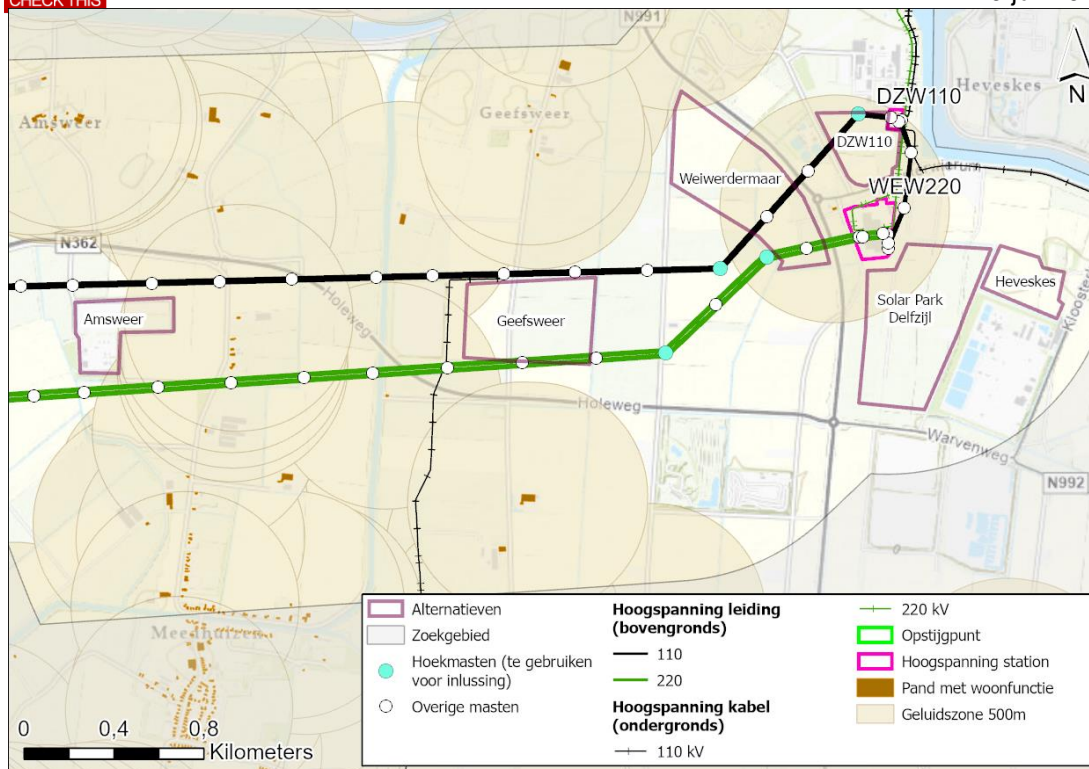 CHECK THIS
N991
Heveskes
N
DZW110
Amsweer
Geefsweer
DZW110
Weiwerdermaar
WEW220
N362
Holeweg
Amsweer
Geefsweer
Solar Park
Delfzijl
Heveskes
Klooster
Holeweg
Warvenweg
N992
Meedhuizen
Alternatieven
Zoekgebied
Hoekmasten (te gebruiken
voor inlussing)
Overige masten
Hoogspanning leiding
(bovengronds)
110
220
Hoogspanning kabel
(ondergronds)
110 kV
220 kV
Opstijgpunt
Hoogspanning station
Pand met woonfunctie
Geluidszone 500m
0 0,4 0,8
Kilometers